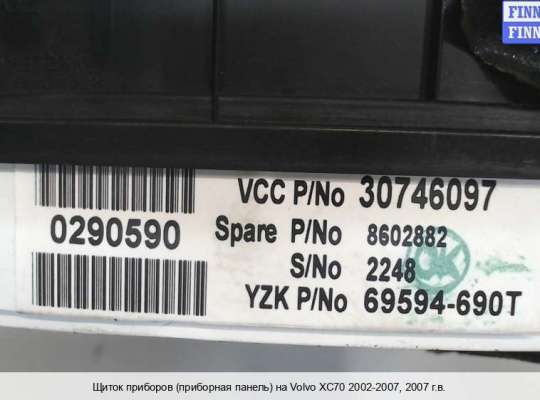 FINN
FINN
VCC P/No 30746097
0290590
Spare P/No 8602882
S/No 2248
OK
YZK P/No 69594-690T
Щиток приборов (приборная панель) на Volvo XC70 2002-2007, 2007 г.в.